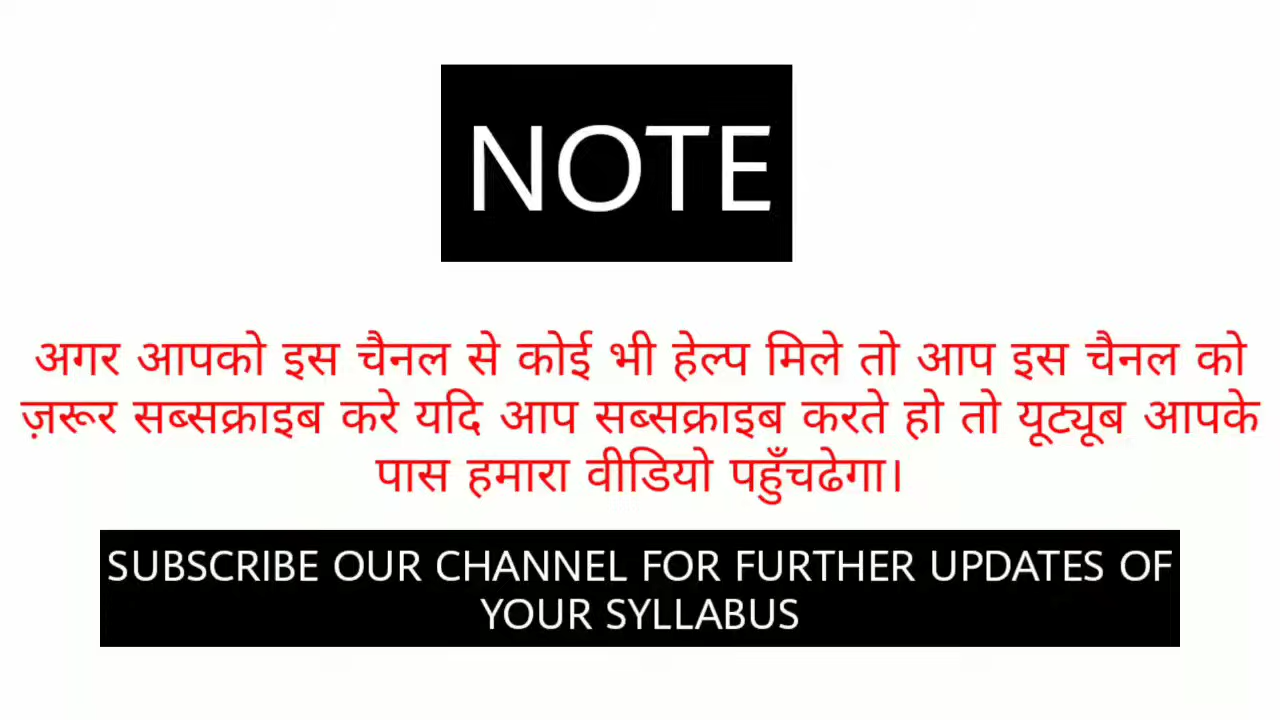 NOTE
अगर आपको इस चैनल से कोई भी हेल्प मिले तो आप इस चैनल को
ज़रूर सब्सक्राइब करे यदि आप सब्सक्राइब करते हो तो यूट्यूब आपके
पास हमारा वीडियो पहुँचढेगा।
SUBSCRIBE OUR CHANNEL FOR FURTHER UPDATES OF
YOUR SYLLABUS